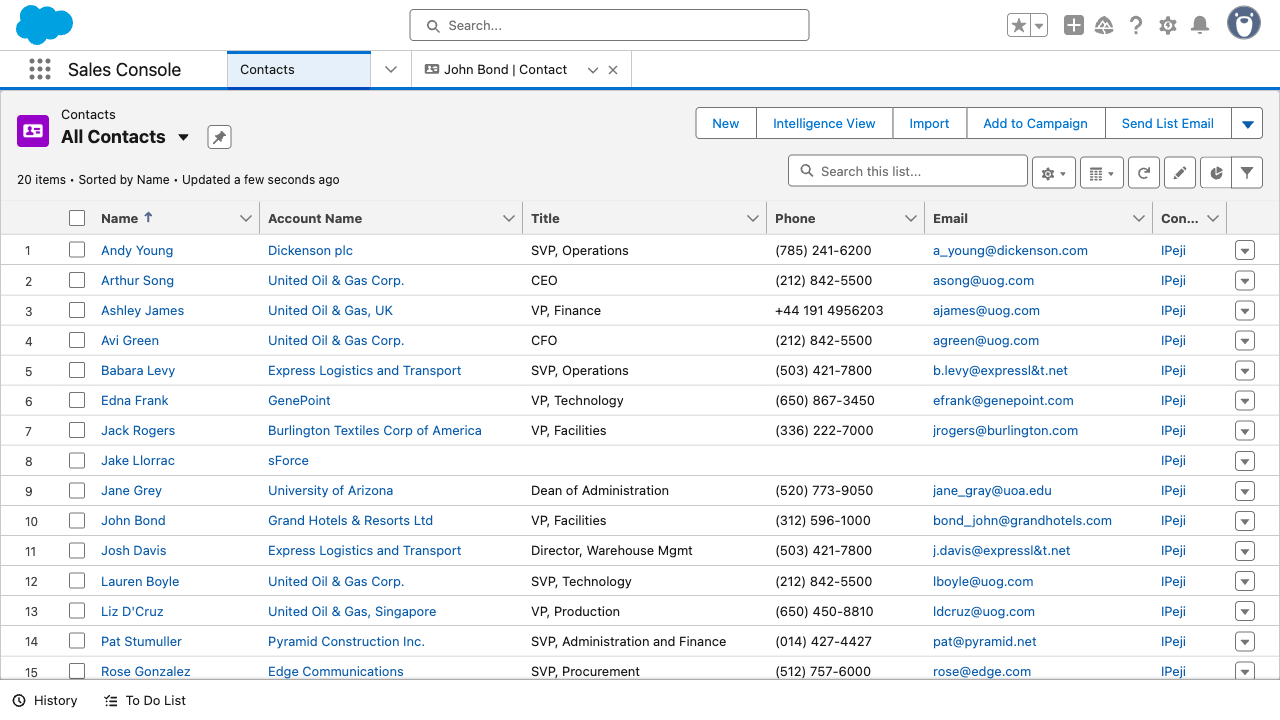 Search...
Sales Console
Contacts
John Bond | Contact
Contacts
All Contacts
New
Intelligence View
Import
Add to Campaign
Send List Email
20 items • Sorted by Name • Updated a few seconds ago
Search this list...
Name Account Name Title Phone Email Con...
1 Andy Young Dickenson plc SVP, Operations (785) 241-6200 a_young@dickenson.com IPeji
2 Arthur Song United Oil & Gas Corp. CEO (212) 842-5500 asong@uog.com IPeji
3 Ashley James United Oil & Gas, UK VP, Finance +44 191 4956203 ajames@uog.com IPeji
4 Avi Green United Oil & Gas Corp. CFO (212) 842-5500 agreen@uog.com IPeji
5 Babara Levy Express Logistics and Transport SVP, Operations (503) 421-7800 b.levy@expressl&t.net IPeji
6 Edna Frank GenePoint VP, Technology (650) 867-3450 efrank@genepoint.com IPeji
7 Jack Rogers Burlington Textiles Corp of America VP, Facilities (336) 222-7000 jrogers@burlington.com IPeji
8 Jake Llorrac sForce IPeji
9 Jane Grey University of Arizona Dean of Administration (520) 773-9050 jane_gray@uoa.edu IPeji
10 John Bond Grand Hotels & Resorts Ltd VP, Facilities (312) 596-1000 bond_john@grandhotels.com IPeji
11 Josh Davis Express Logistics and Transport Director, Warehouse Mgmt (503) 421-7800 j.davis@expressl&t.net IPeji
12 Lauren Boyle United Oil & Gas Corp. SVP, Technology (212) 842-5500 lboyle@uog.com IPeji
13 Liz D'Cruz United Oil & Gas, Singapore VP, Production (650) 450-8810 ldcruz@uog.com IPeji
14 Pat Stumuller Pyramid Construction Inc. SVP, Administration and Finance (014) 427-4427 pat@pyramid.net IPeji
15 Rose Gonzalez Edge Communications SVP, Procurement (512) 757-6000 rose@edge.com IPeji
History
To Do List